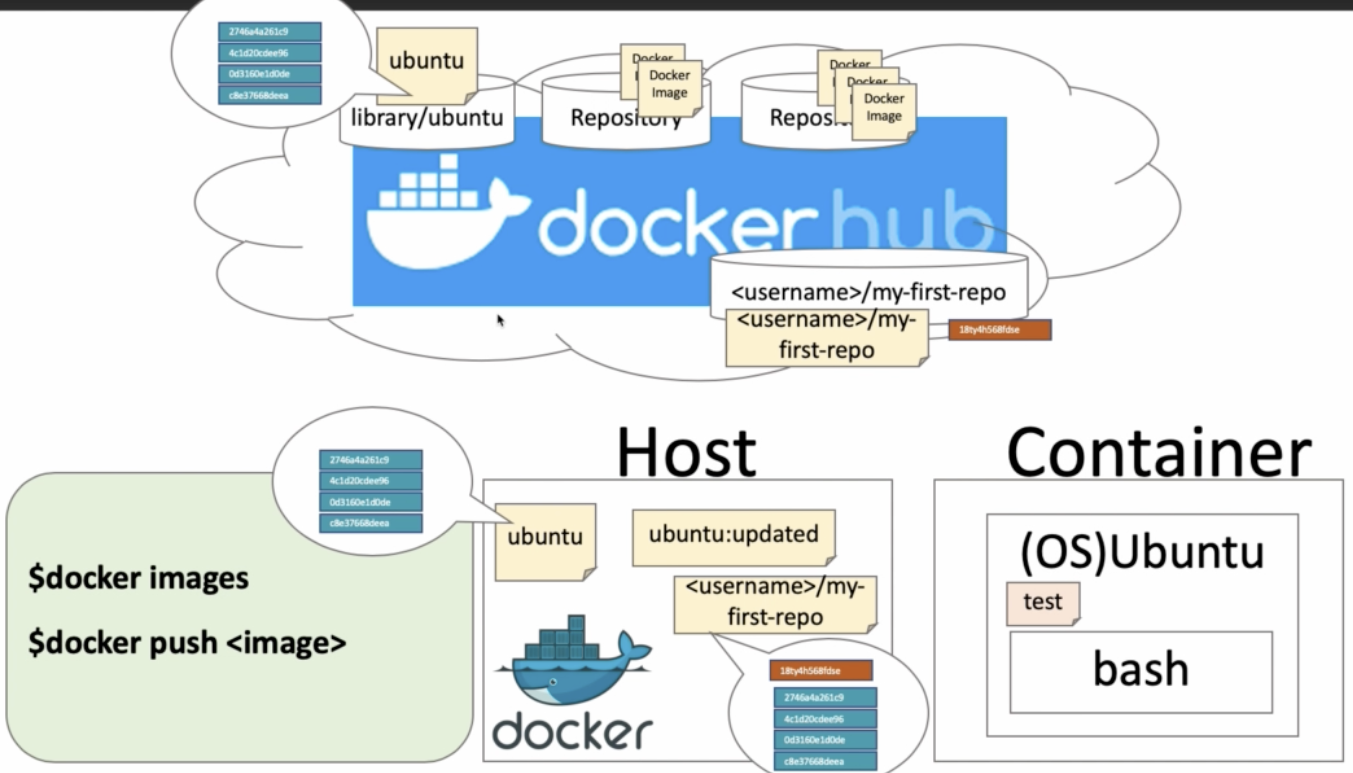 2746a4a261c9
4c1d20cdee96
0d3160e1d0de
c8e37668deea
ubuntu
library/ubuntu
Docker
Docker
Image
Repository
Docker
Docker
Docker
Image
docker hub
<username>/my-first-repo
<username>/my-
first-repo
18ty4h568fdse
$docker images
$docker push <image>
2746a4a261c9
4c1d20cdee96
0d3160e1d0de
c8e37668deea
Host
ubuntu
ubuntu:updated
<username>/my-
first-repo
docker
18ty4h568fdse
2746a4a261c9
4c1d20cdee96
0d3160e1d0de
c8e37668deea
Container
(OS)Ubuntu
test
bash